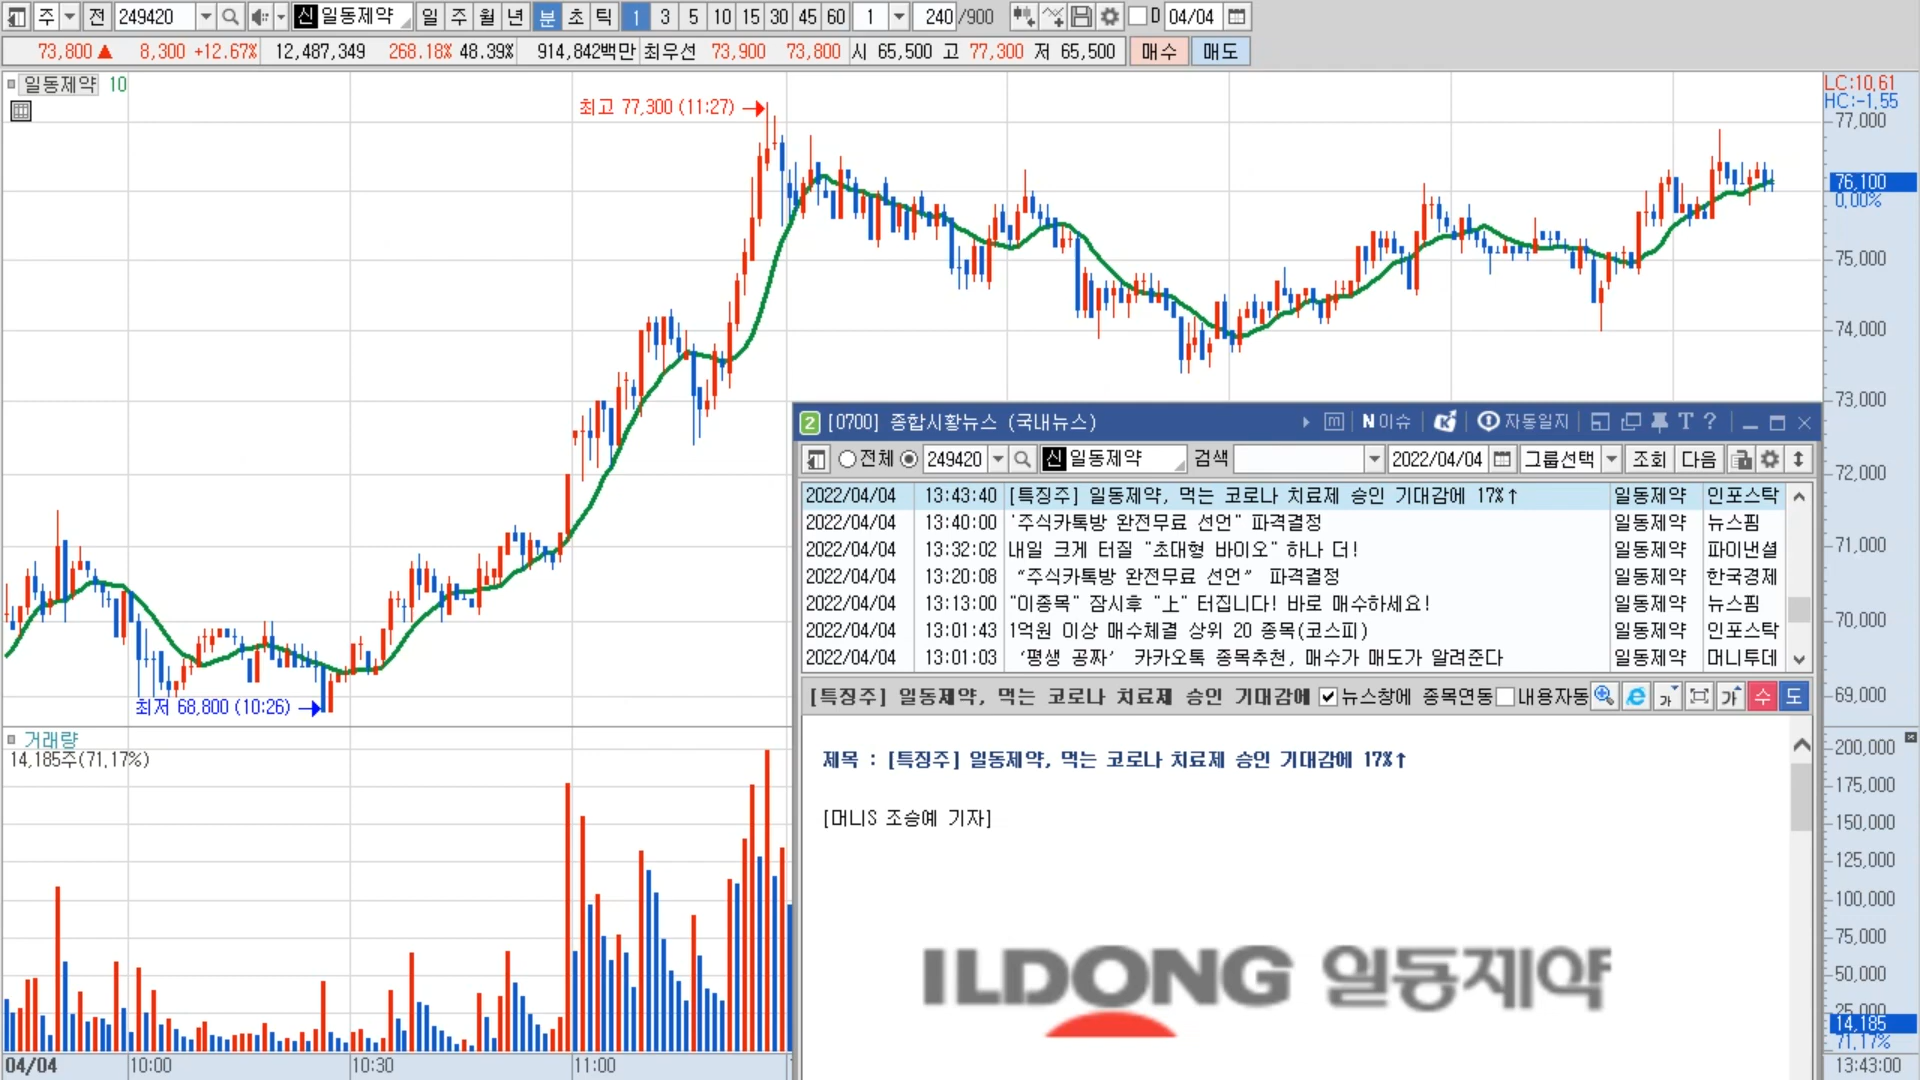 주 전 249420 신 일동제약 일 주 월 년 분 초 틱 1 3 5 10 15 30 45 60 1 240 /900 D 04/04
73,800 ▲ 8,300 +12.67% 12,487,349 268.18% 48.39% 914,842백만 최우선 73,900 73,800 시 65,500 고 77,300 저 65,500 매수 매도
일동제약 10
LC:10.61
HC:-1.55
최고 77,300 (11:27)
77,000
76,100
0.00%
75,000
74,000
73,000
72,000
71,000
70,000
69,000
최저 68,800 (10:26)
2 [0700] 종합시황뉴스 (국내뉴스) m N이슈 자동일지 T ?
전체 249420 신 일동제약 검색 2022/04/04 그룹선택 조회 다음
2022/04/04 13:43:40 [특징주] 일동제약, 먹는 코로나 치료제 승인 기대감에 17%↑ 일동제약 인포스탁
2022/04/04 13:40:00 '주식카톡방 완전무료 선언" 파격결정 일동제약 뉴스핌
2022/04/04 13:32:02 내일 크게 터질 "초대형 바이오" 하나 더! 일동제약 파이낸셜
2022/04/04 13:20:08 “주식카톡방 완전무료 선언” 파격결정 일동제약 한국경제
2022/04/04 13:13:00 "이종목" 잠시후 "上" 터집니다! 바로 매수하세요! 일동제약 뉴스핌
2022/04/04 13:01:43 1억원 이상 매수체결 상위 20 종목(코스피) 일동제약 인포스탁
2022/04/04 13:01:03 ‘평생 공짜’ 카카오톡 종목추천, 매수가 매도가 알려준다 일동제약 머니투데
[특징주] 일동제약, 먹는 코로나 치료제 승인 기대감에 뉴스창에 종목연동 내용자동 가 가 수 도
제목 : [특징주] 일동제약, 먹는 코로나 치료제 승인 기대감에 17%↑
[머니S 조승예 기자]
ILDONG 일동제약
거래량
14,185주(71.17%)
200,000
175,000
150,000
125,000
100,000
75,000
50,000
25,000
14,185
71.17%
04/04 10:00 10:30 11:00 13:43:00